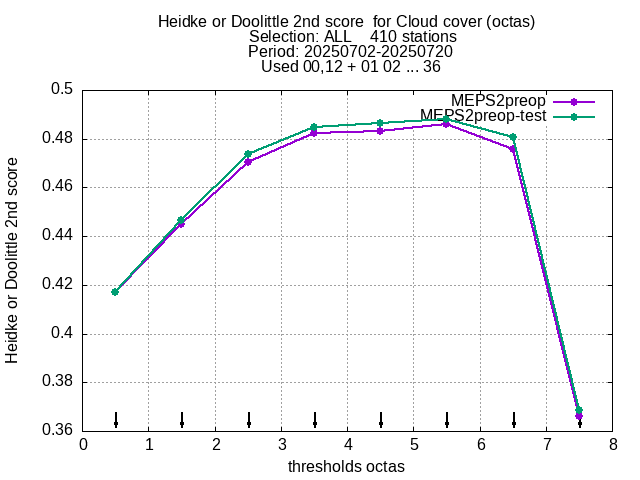 Heidke or Doolittle 2nd score  for Cloud cover (octas)
Selection: ALL    410 stations
Period: 20250702-20250720
Used 00,12 + 01 02 ... 36
MEPS2preop
MEPS2preop-test
Heidke or Doolittle 2nd score
0.5
0.48
0.46
0.44
0.42
0.4
0.38
0.36
0 1 2 3 4 5 6 7 8
thresholds octas